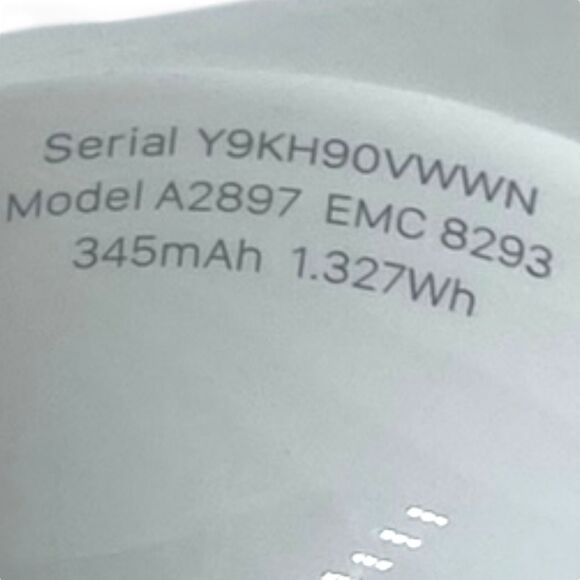 Serial Y9KH90VWWN
Model A2897 EMC 8293
345mAh 1.327Wh